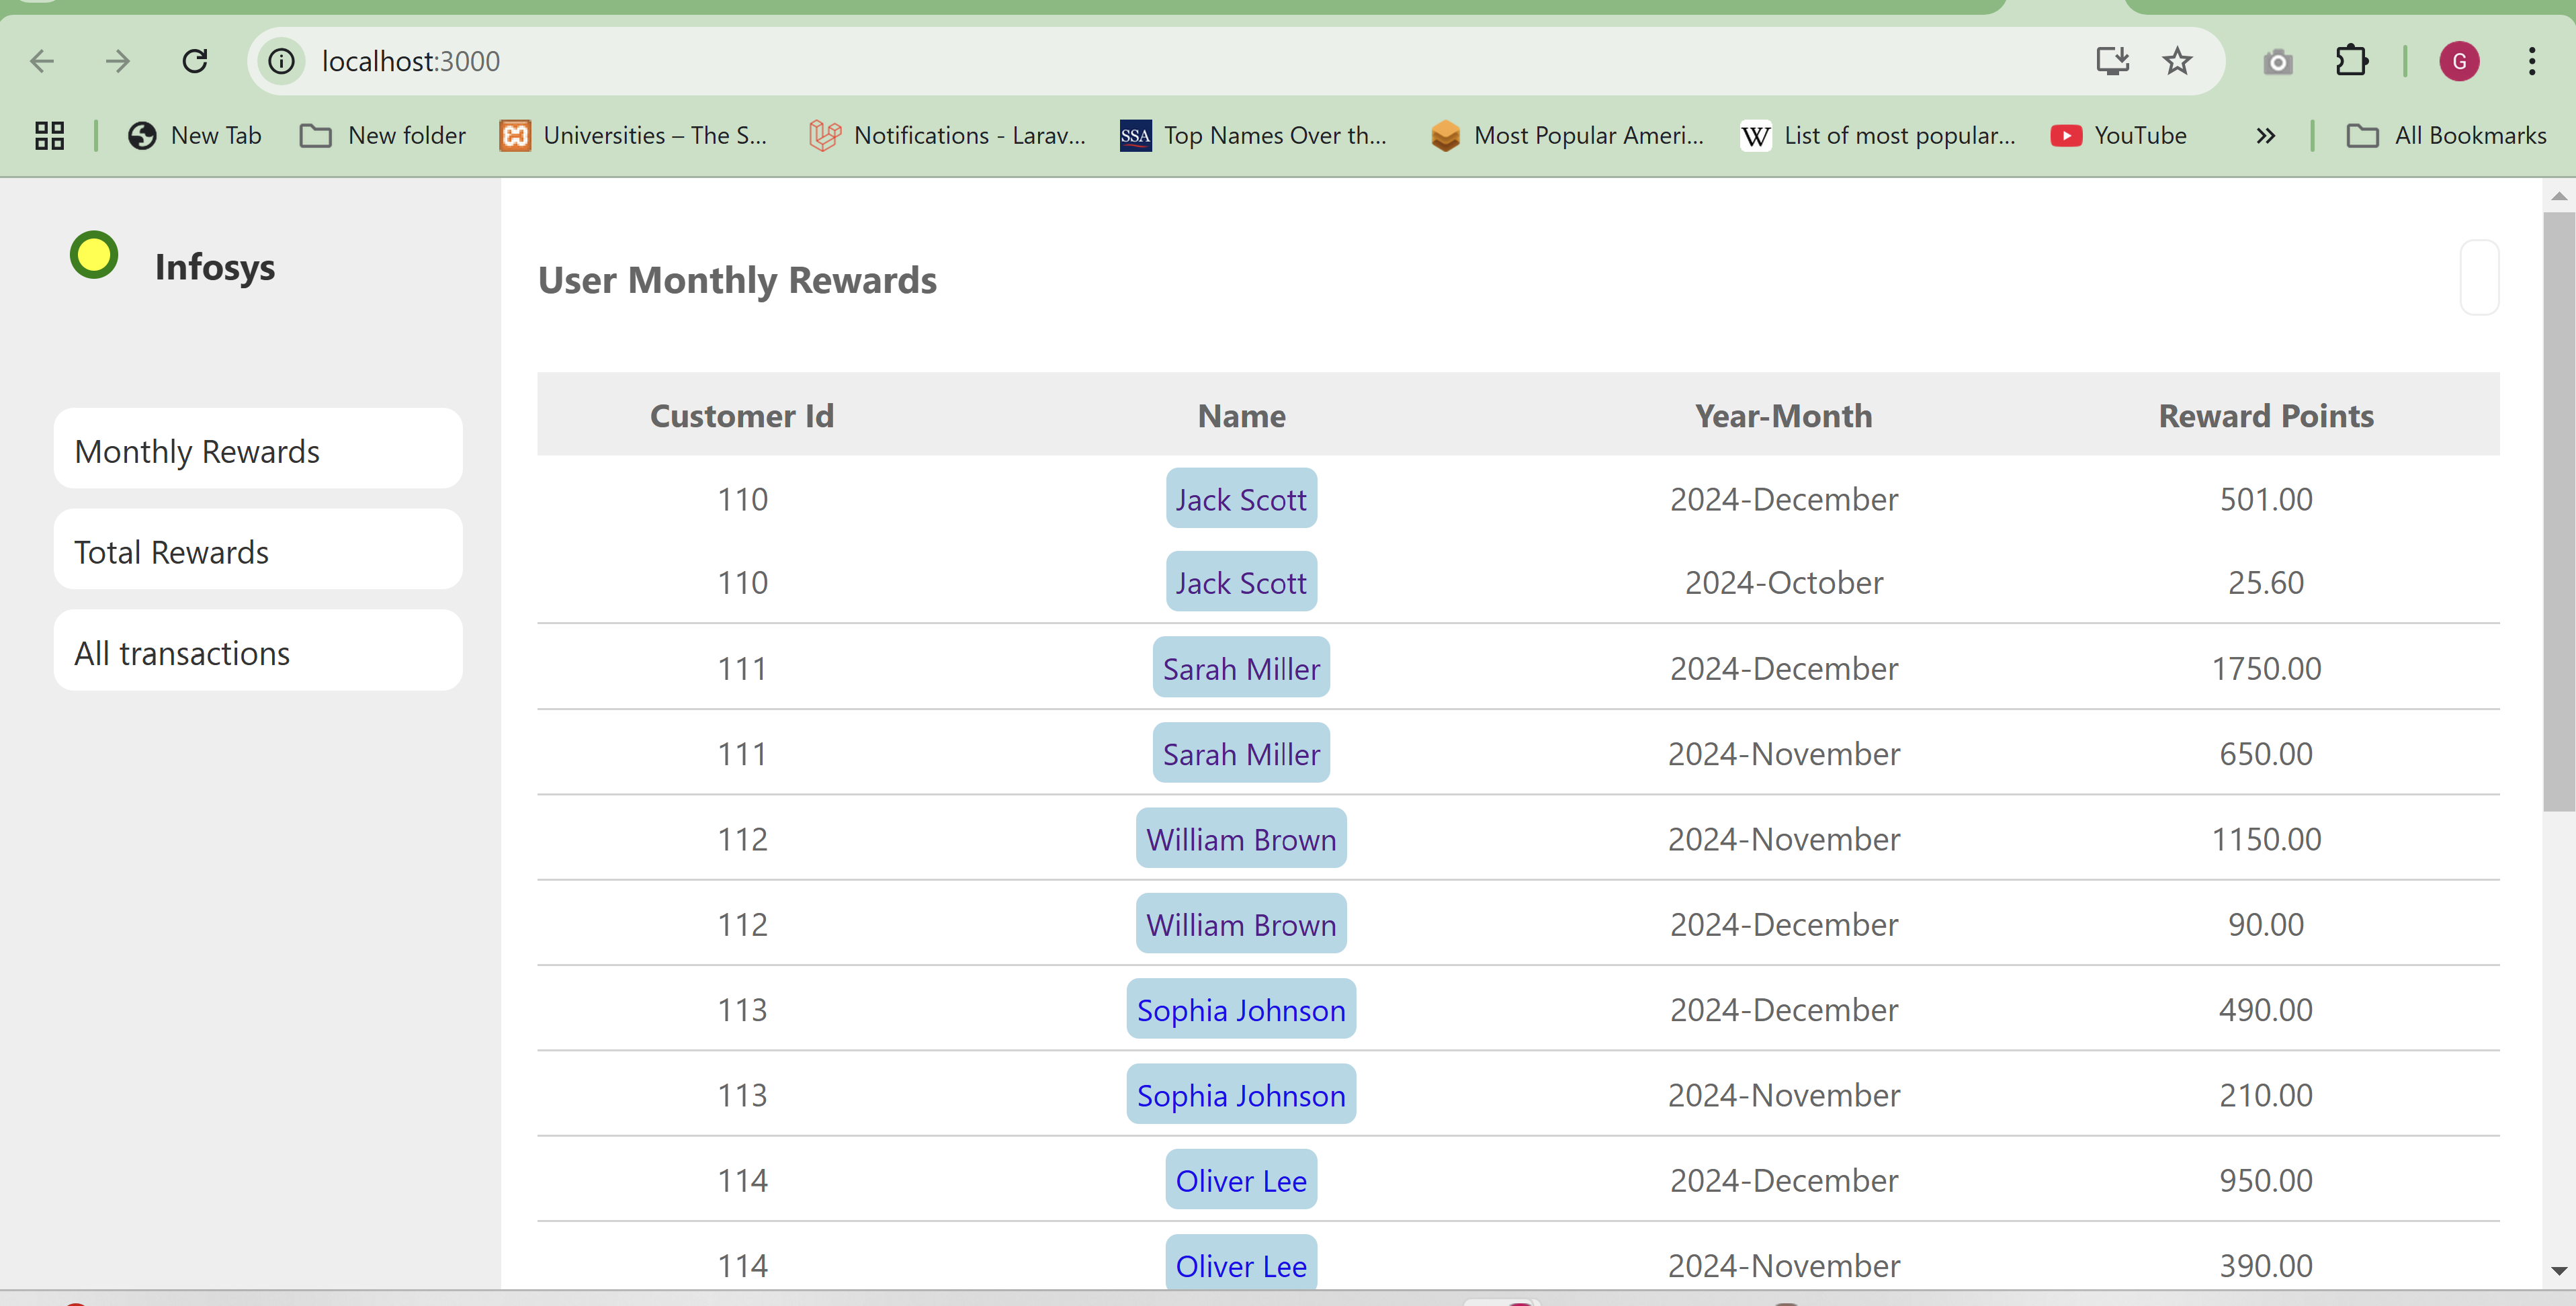 localhost:3000
G
New Tab
New folder
Universities – The S...
Notifications - Larav...
SSA
Top Names Over th...
Most Popular Ameri...
W
List of most popular...
YouTube
»
All Bookmarks
Infosys
Monthly Rewards
Total Rewards
All transactions
User Monthly Rewards
Customer Id Name Year-Month Reward Points
110 Jack Scott 2024-December 501.00
110 Jack Scott 2024-October 25.60
111 Sarah Miller 2024-December 1750.00
111 Sarah Miller 2024-November 650.00
112 William Brown 2024-November 1150.00
112 William Brown 2024-December 90.00
113 Sophia Johnson 2024-December 490.00
113 Sophia Johnson 2024-November 210.00
114 Oliver Lee 2024-December 950.00
114 Oliver Lee 2024-November 390.00